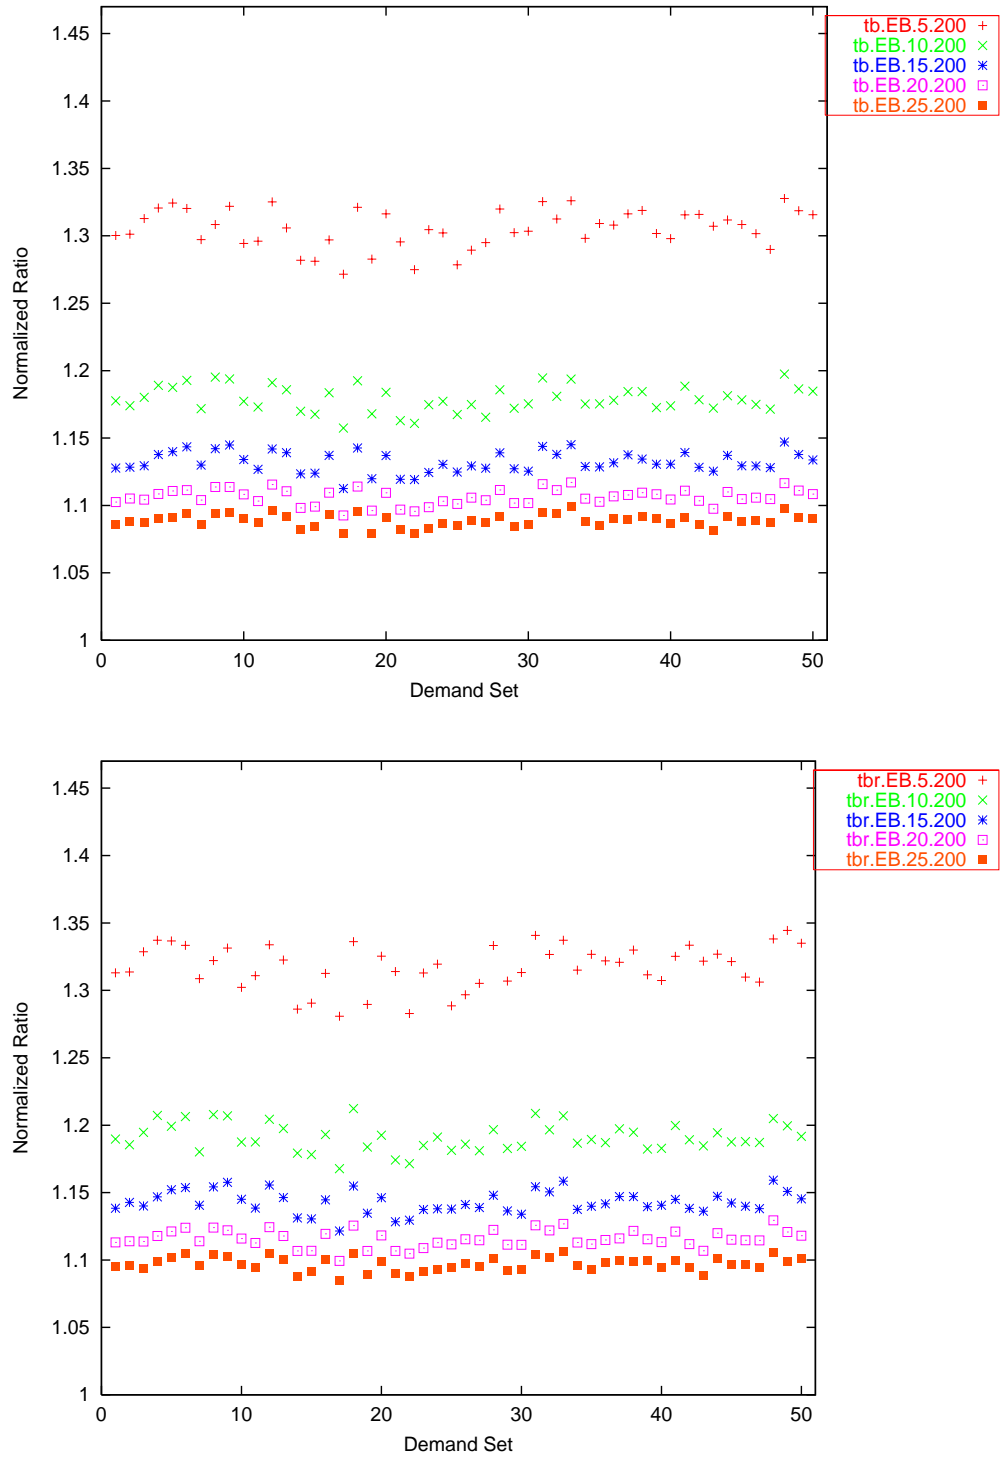 1.45
1.4
1.35
1.3
1.25
1.2
1.15
1.1
1.05
1
Normalized Ratio
0 10 20 30 40 50
Demand Set
tb.EB.5.200
tb.EB.10.200
tb.EB.15.200
tb.EB.20.200
tb.EB.25.200
1.45
1.4
1.35
1.3
1.25
1.2
1.15
1.1
1.05
1
Normalized Ratio
0 10 20 30 40 50
Demand Set
tbr.EB.5.200
tbr.EB.10.200
tbr.EB.15.200
tbr.EB.20.200
tbr.EB.25.200